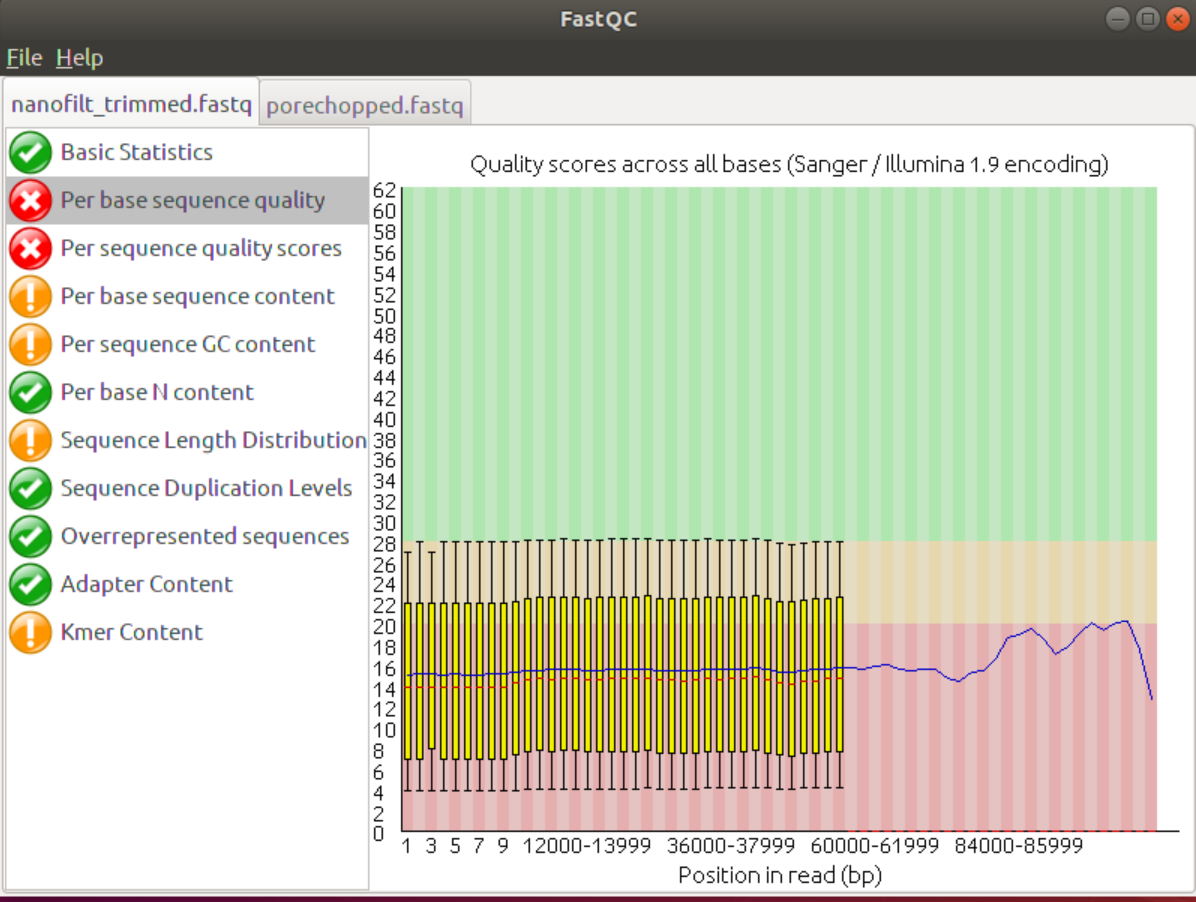 FastQC
File Help
nanofilt_trimmed.fastq porechopped.fastq
Basic Statistics
Per base sequence quality
Per sequence quality scores
Per base sequence content
Per sequence GC content
Per base N content
Sequence Length Distribution
Sequence Duplication Levels
Overrepresented sequences
Adapter Content
Kmer Content
Quality scores across all bases (Sanger / Illumina 1.9 encoding)
62
60
58
56
54
52
50
48
46
44
42
40
38
36
34
32
30
28
26
24
22
20
18
16
14
12
10
8
6
4
2
0
1 3 5 7 9 12000-13999 36000-37999 60000-61999 84000-85999
Position in read (bp)